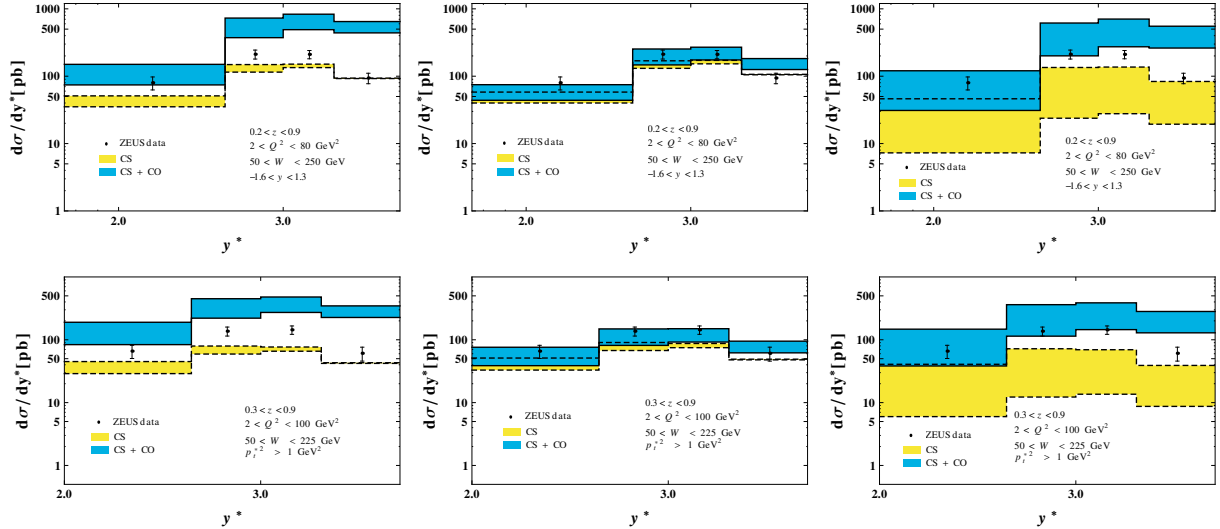 1000
500
100
50
10
5
1
dσ/dy*[pb]
ZEUS data
CS
CS + CO
0.2 < z < 0.9
2 < Q² < 80 GeV²
50 < W < 250 GeV
−1.6 < y < 1.3
2.0
3.0
y *
1000
500
100
50
10
5
1
dσ/dy*[pb]
ZEUS data
CS
CS + CO
0.2 < z < 0.9
2 < Q² < 80 GeV²
50 < W < 250 GeV
−1.6 < y < 1.3
2.0
3.0
y *
1000
500
100
50
10
5
1
dσ/dy*[pb]
ZEUS data
CS
CS + CO
0.2 < z < 0.9
2 < Q² < 80 GeV²
50 < W < 250 GeV
−1.6 < y < 1.3
2.0
3.0
y *
500
100
50
10
5
1
dσ/dy*[pb]
ZEUS data
CS
CS + CO
0.3 < z < 0.9
2 < Q² < 100 GeV²
50 < W < 225 GeV
p_t*² > 1 GeV²
2.0
3.0
y *
500
100
50
10
5
1
dσ/dy*[pb]
ZEUS data
CS
CS + CO
0.3 < z < 0.9
2 < Q² < 100 GeV²
50 < W < 225 GeV
p_t*² > 1 GeV²
2.0
3.0
y *
500
100
50
10
5
1
dσ/dy*[pb]
ZEUS data
CS
CS + CO
0.3 < z < 0.9
2 < Q² < 100 GeV²
50 < W < 225 GeV
p_t*² > 1 GeV²
2.0
3.0
y *